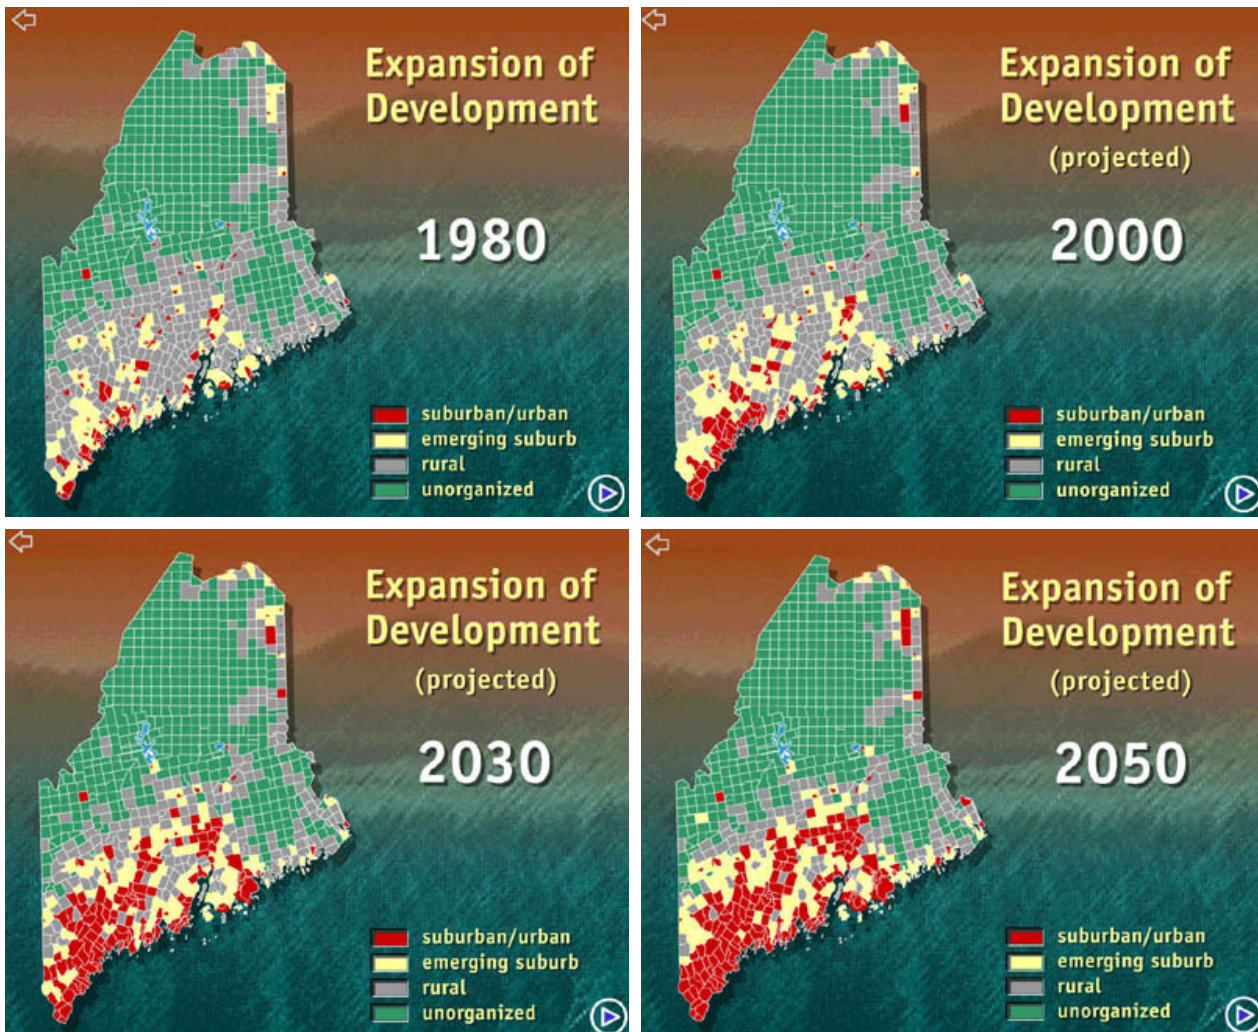 Expansion of
Development
1980
suburban/urban
emerging suburb
rural
unorganized
Expansion of
Development
(projected)
2000
suburban/urban
emerging suburb
rural
unorganized
Expansion of
Development
(projected)
2030
suburban/urban
emerging suburb
rural
unorganized
Expansion of
Development
(projected)
2050
suburban/urban
emerging suburb
rural
unorganized